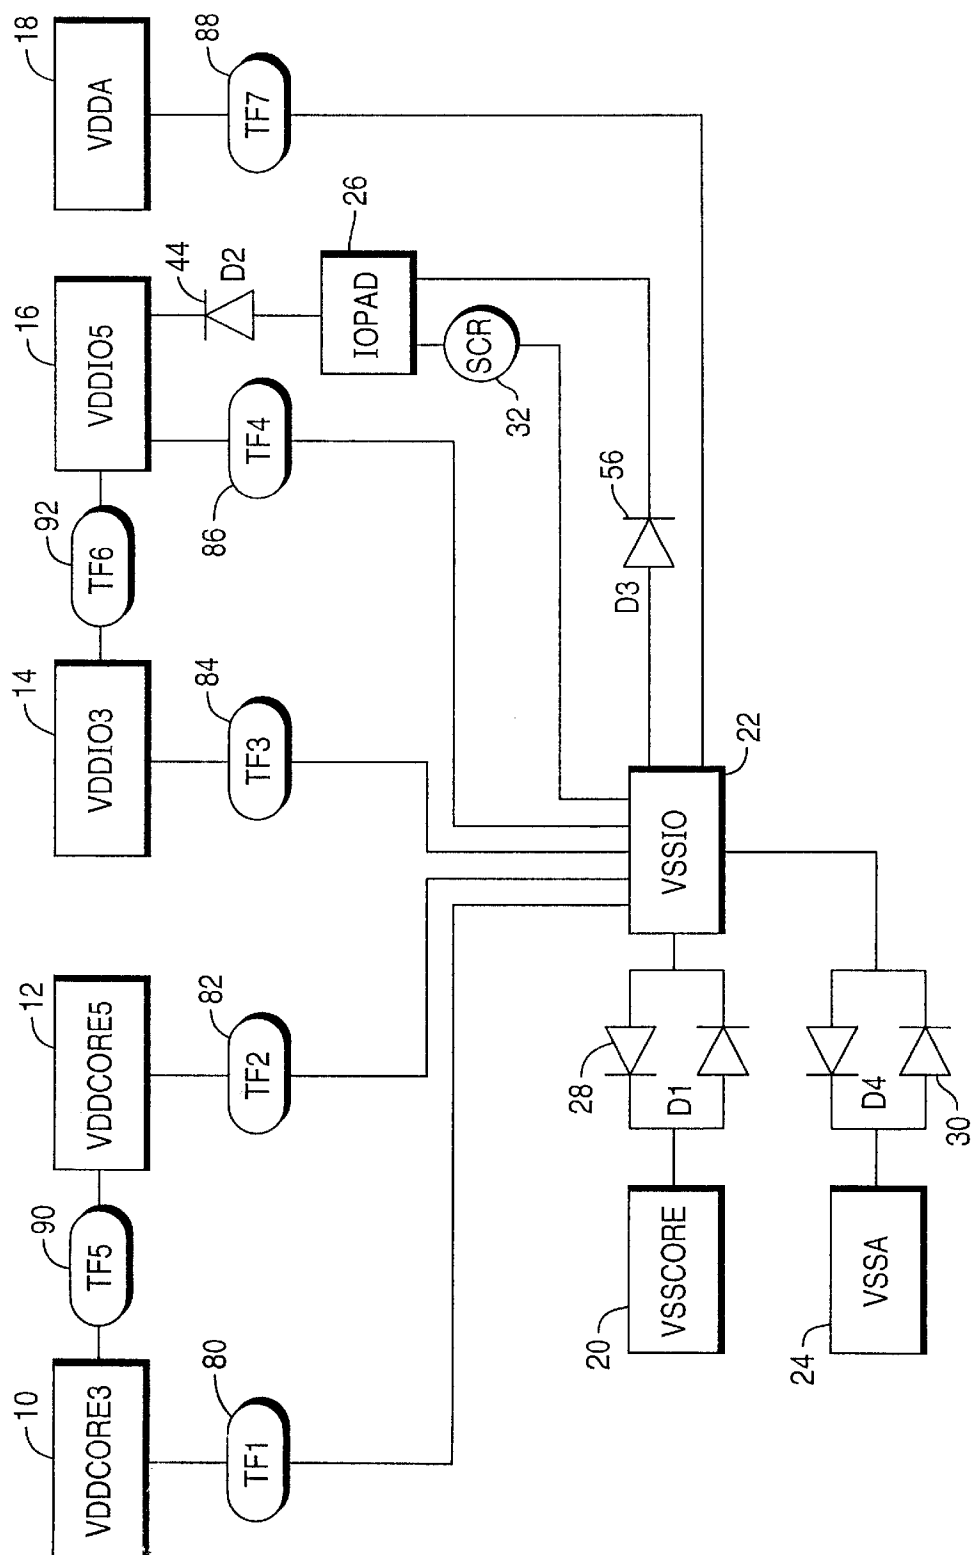 10
VDDCORE3
90
TF5
12
VDDCORE5
14
VDDIO3
92
TF6
16
VDDIO5
18
VDDA
80
TF1
82
TF2
84
TF3
86
TF4
44
D2
88
TF7
26
IOPAD
SCR
32
56
D3
20
VSSCORE
28
D1
VSSIO
22
24
VSSA
D4
30